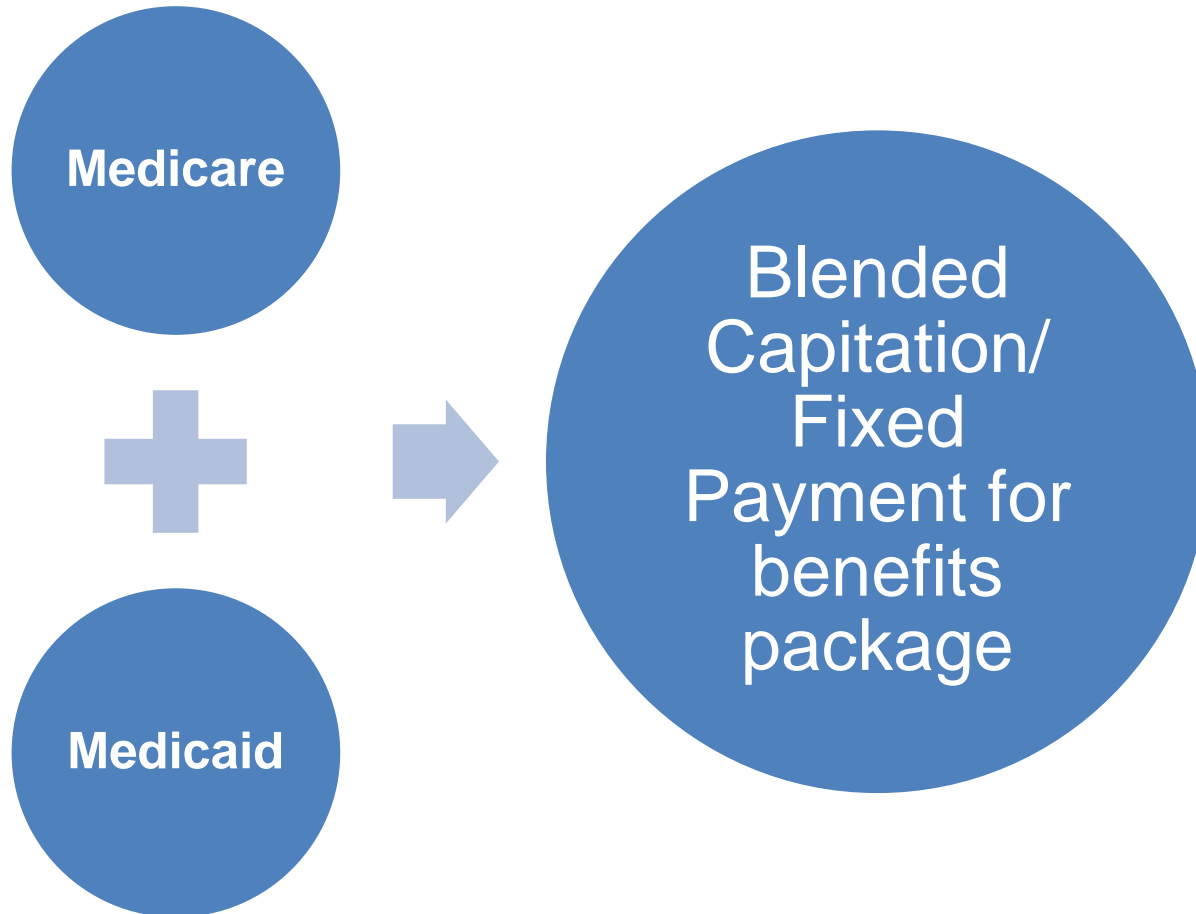 Medicare
Medicaid
Blended
Capitation/
Fixed
Payment for
benefits
package